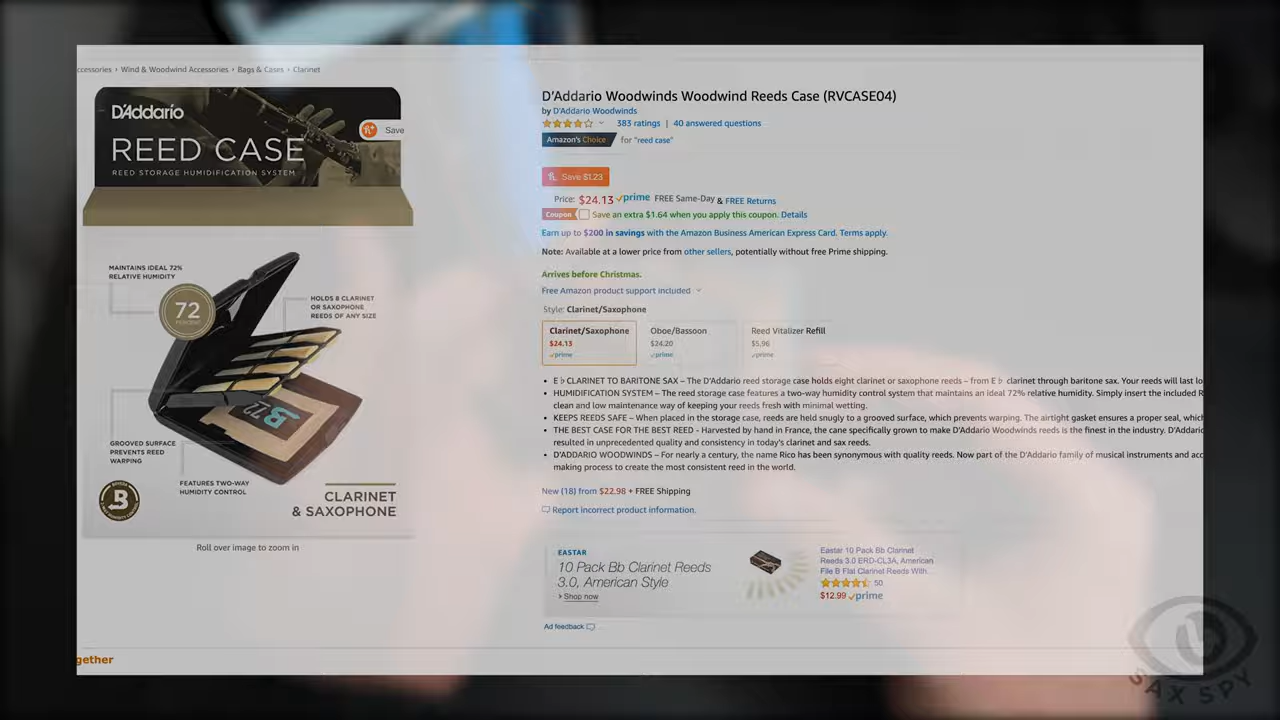 ccessories › Wind & Woodwind Accessories › Bags & Cases › Clarinet
D'Addario
REED CASE
REED STORAGE HUMIDIFICATION SYSTEM
Save
MAINTAINS IDEAL 72%
RELATIVE HUMIDITY
72
PERCENT
HOLDS 8 CLARINET
OR SAXOPHONE
REEDS OF ANY SIZE
72 B
GROOVED SURFACE
PREVENTS REED
WARPING
FEATURES TWO-WAY
HUMIDITY CONTROL
B
CLARINET
& SAXOPHONE
Roll over image to zoom in
D'Addario Woodwinds Woodwind Reeds Case (RVCASE04)
by D'Addario Woodwinds
383 ratings | 40 answered questions
Amazon's Choice for "reed case"
Save $1.23
Price: $24.13 prime FREE Same-Day & FREE Returns
Coupon Save an extra $1.64 when you apply this coupon. Details
Earn up to $200 in savings with the Amazon Business American Express Card. Terms apply.
Note: Available at a lower price from other sellers, potentially without free Prime shipping.
Arrives before Christmas.
Free Amazon product support included
Style: Clarinet/Saxophone
Clarinet/Saxophone Oboe/Bassoon Reed Vitalizer Refill
$24.13 $24.20 $5.96
prime prime prime
• E♭ CLARINET TO BARITONE SAX – The D'Addario reed storage case holds eight clarinet or saxophone reeds – from E♭ clarinet through baritone sax. Your reeds will last lo
• HUMIDIFICATION SYSTEM – The reed storage case features a two-way humidity control system that maintains an ideal 72% relative humidity. Simply insert the included R
clean and low maintenance way of keeping your reeds fresh with minimal wetting.
• KEEPS REEDS SAFE – When placed in the storage case, reeds are held snugly to a grooved surface, which prevents warping. The airtight gasket ensures a proper seal, whic
• THE BEST CASE FOR THE BEST REED - Harvested by hand in France, the cane specifically grown to make D'Addario Woodwinds reeds is the finest in the industry. D'Addario
resulted in unprecedented quality and consistency in today's clarinet and sax reeds.
• D'ADDARIO WOODWINDS – For nearly a century, the name Rico has been synonymous with quality reeds. Now part of the D'Addario family of musical instruments and acc
making process to create the most consistent reed in the world.
New (18) from $22.98 + FREE Shipping
Report incorrect product information.
EASTAR
10 Pack Bb Clarinet Reeds
3.0, American Style
› Shop now
Eastar 10 Pack Bb Clarinet
Reeds 3.0 ERD-CL3A, American
File B Flat Clarinet Reeds With...
50
$12.99 prime
Ad feedback
gether
SAX SPY